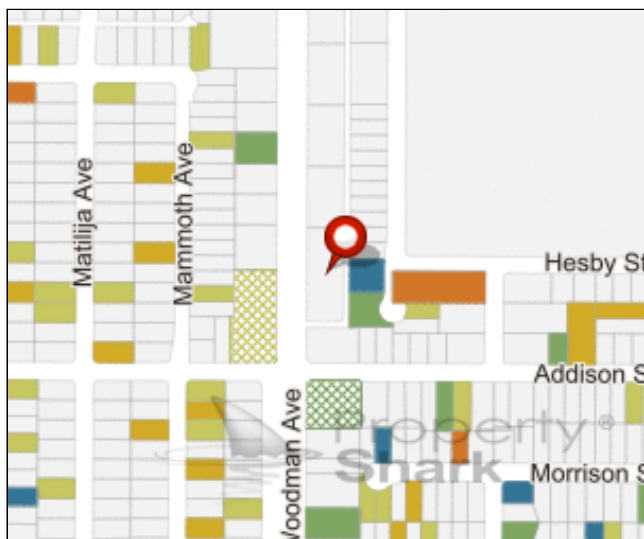 Matilija Ave
Mammoth Ave
Hesby St
Addison S
Woodman Ave
Property ®
Shark
Morrison S